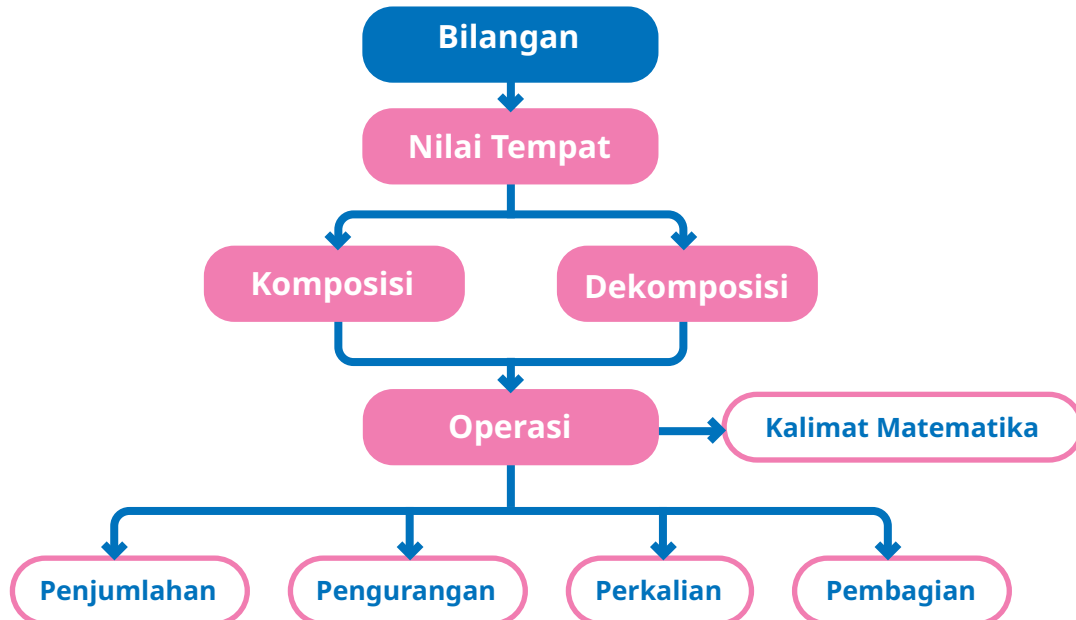 Bilangan
Nilai Tempat
Komposisi
Dekomposisi
Operasi
Kalimat Matematika
Penjumlahan
Pengurangan
Perkalian
Pembagian